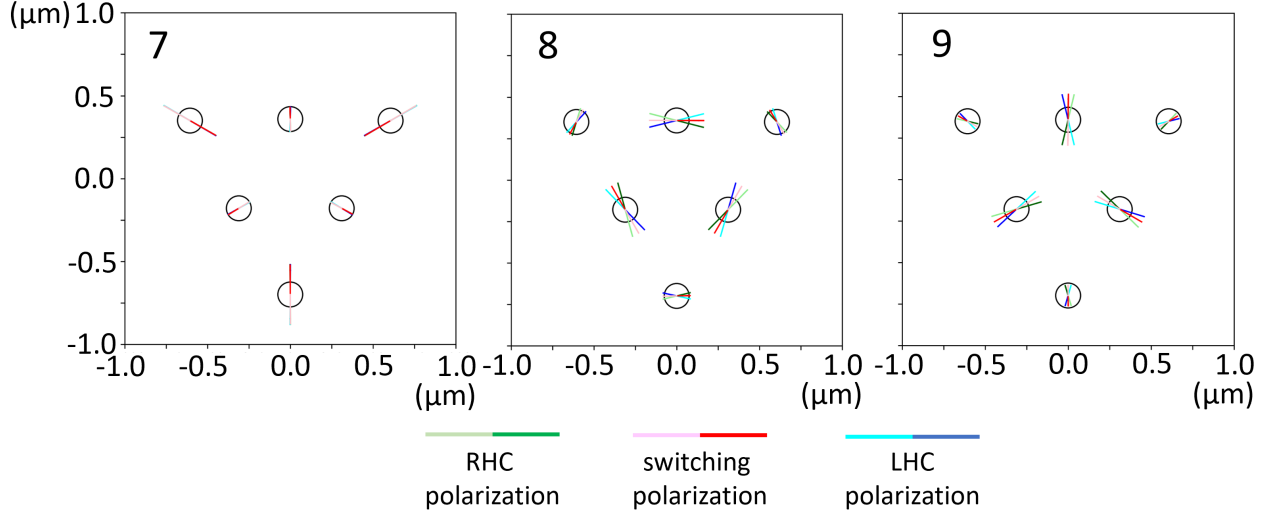 (μm) 1.0
7
8
9
0.5
0.0
-0.5
-1.0
-1.0 -0.5 0.0 0.5 1.0 -1.0 -0.5 0.0 0.5 1.0 -1.0 -0.5 0.0 0.5 1.0
(μm) (μm) (μm)
RHC switching LHC
polarization polarization polarization